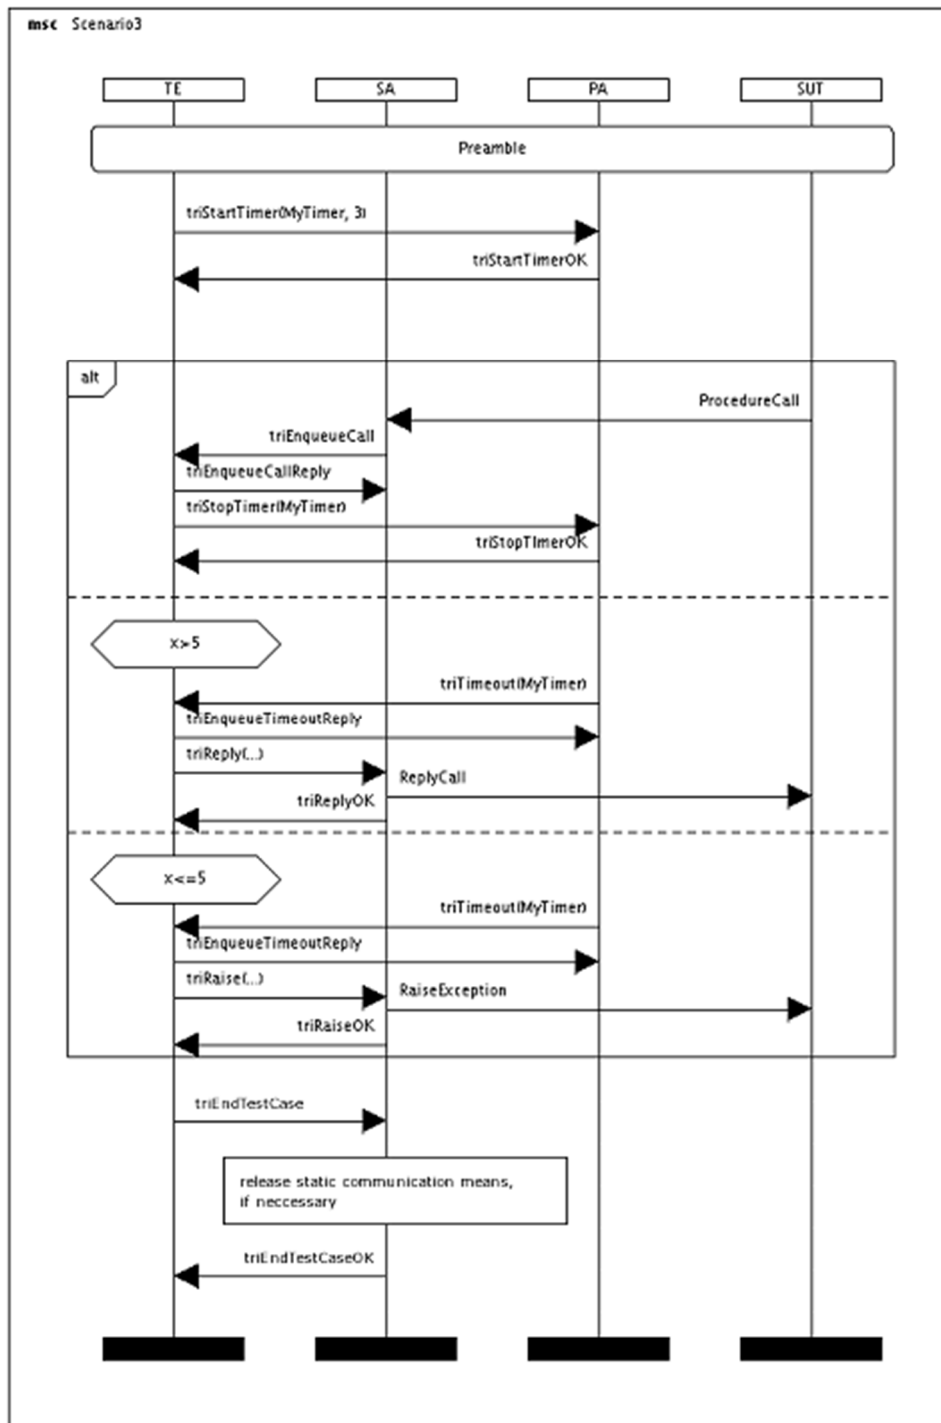 msc Scenario3
TE SA PA SUT
Preamble
triStartTimer(MyTimer, 3)
triStartTimerOK
alt
ProcedureCall
triEnqueueCall
triEnqueueCallReply
triStopTimer(MyTimer)
triStopTImerOK
x>5
triTimeout(MyTimer)
triEnqueueTimeoutReply
triReply(...)
ReplyCall
triReplyOK
x<=5
triTimeout(MyTimer)
triEnqueueTimeoutReply
triRaise(...)
RaiseException
triRaiseOK
triEndTestCase
release static communication means,
if neccessary
triEndTestCaseOK